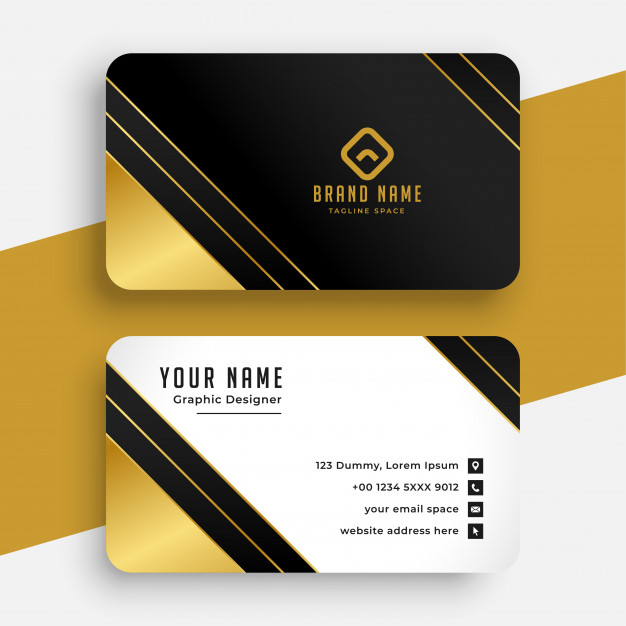 BRAND NAME
TAGLINE SPACE
YOUR NAME
Graphic Designer
123 Dummy, Lorem Ipsum
+00 1234 5XXX 9012
your email space
website address here